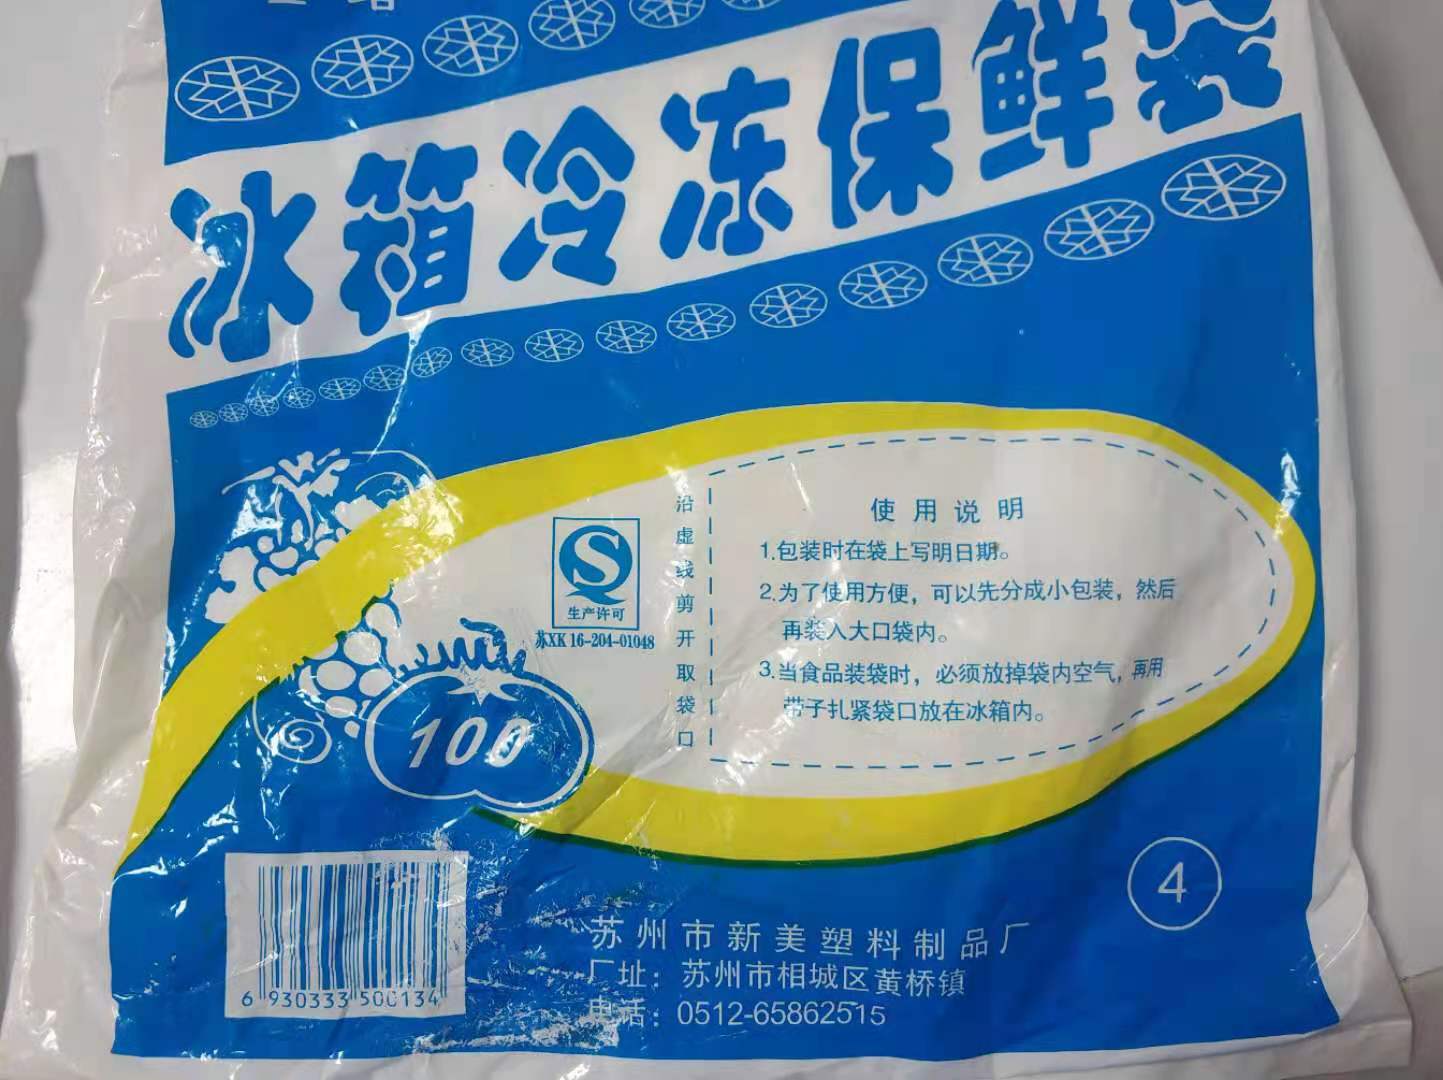 冰箱冷冻保鲜袋
沿虚线剪开取袋口
使用说明
1.包装时在袋上写明日期。
2.为了使用方便，可以先分成小包装，然后
再装入大口袋内。
3.当食品装袋时，必须放掉袋内空气，再用
带子扎紧袋口放在冰箱内。
生产许可
苏XK 16-204-01048
100
4
苏州市新美塑料制品厂
厂址：苏州市相城区黄桥镇
电话：0512-65862515
6 930333 500134